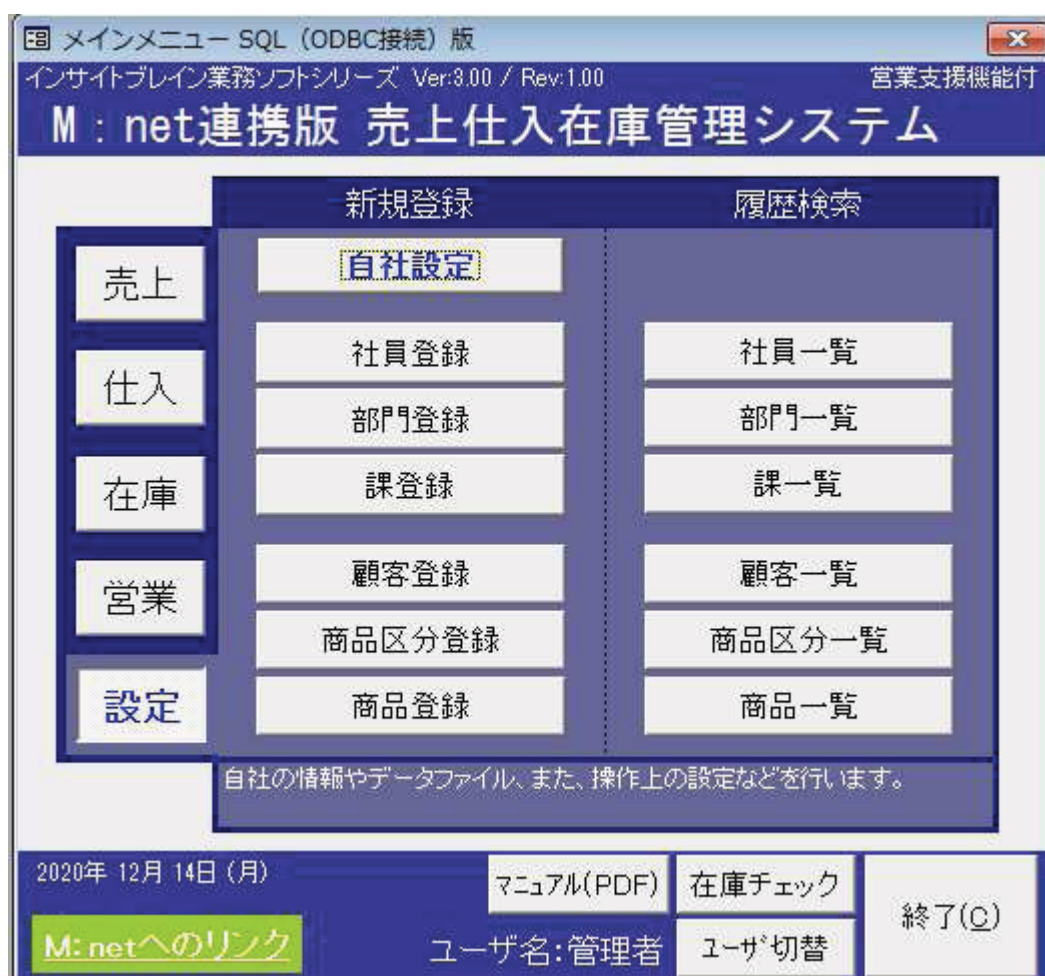 メインメニュー SQL（ODBC接続）版
インサイトブレイン業務ソフトシリーズ Ver:3.00 / Rev:1.00 営業支援機能付
M：net連携版 売上仕入在庫管理システム
新規登録 履歴検索
自社設定
売上
社員登録 社員一覧
仕入
部門登録 部門一覧
課登録 課一覧
在庫
顧客登録 顧客一覧
営業
商品区分登録 商品区分一覧
設定
商品登録 商品一覧
自社の情報やデータファイル、また、操作上の設定などを行います。
2020年 12月 14日 (月)
マニュアル(PDF) 在庫チェック
終了(C)
M：netへのリンク ユーザ名:管理者 ユーザ切替